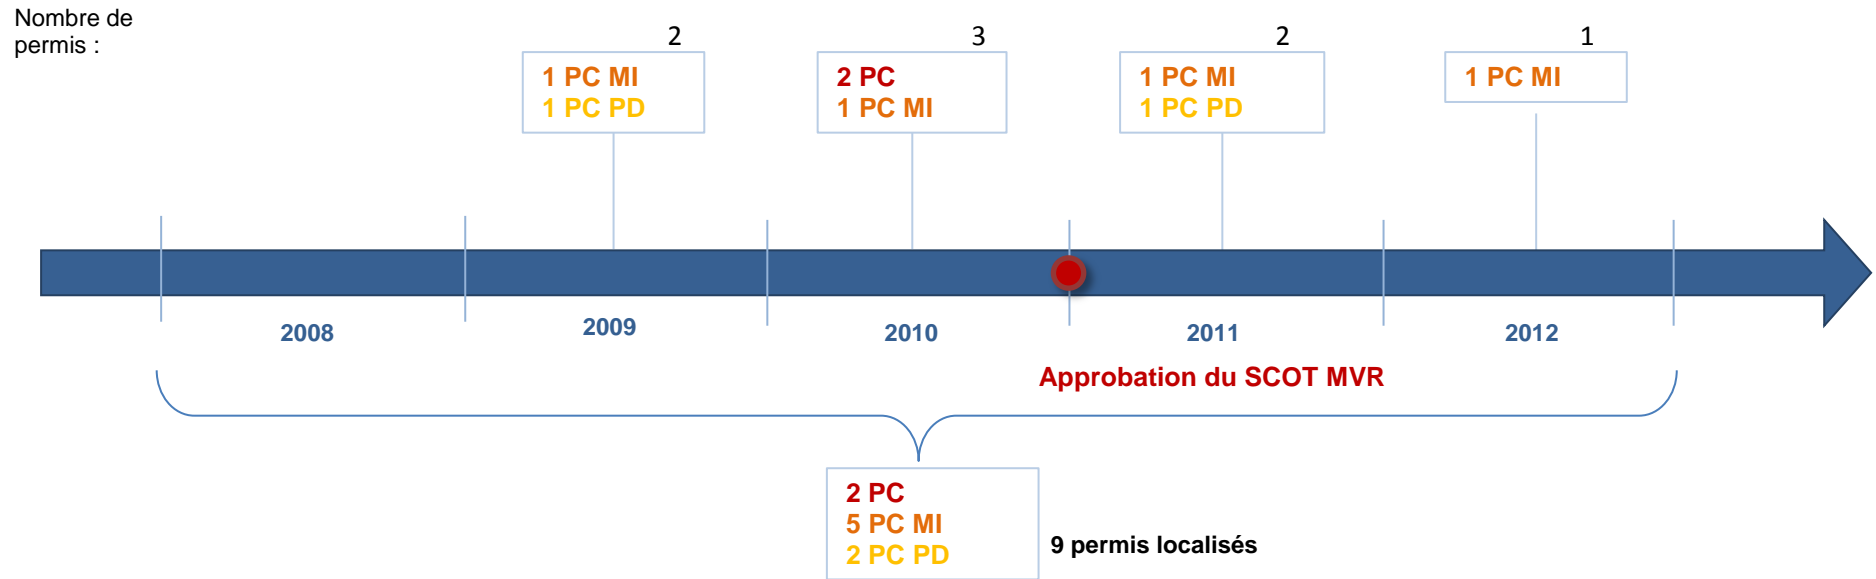 Nombre de
permis :
2
1 PC MI
1 PC PD
3
2 PC
1 PC MI
2
1 PC MI
1 PC PD
1
1 PC MI
2008
2009
2010
2011
2012
Approbation du SCOT MVR
2 PC
5 PC MI
2 PC PD
9 permis localisés